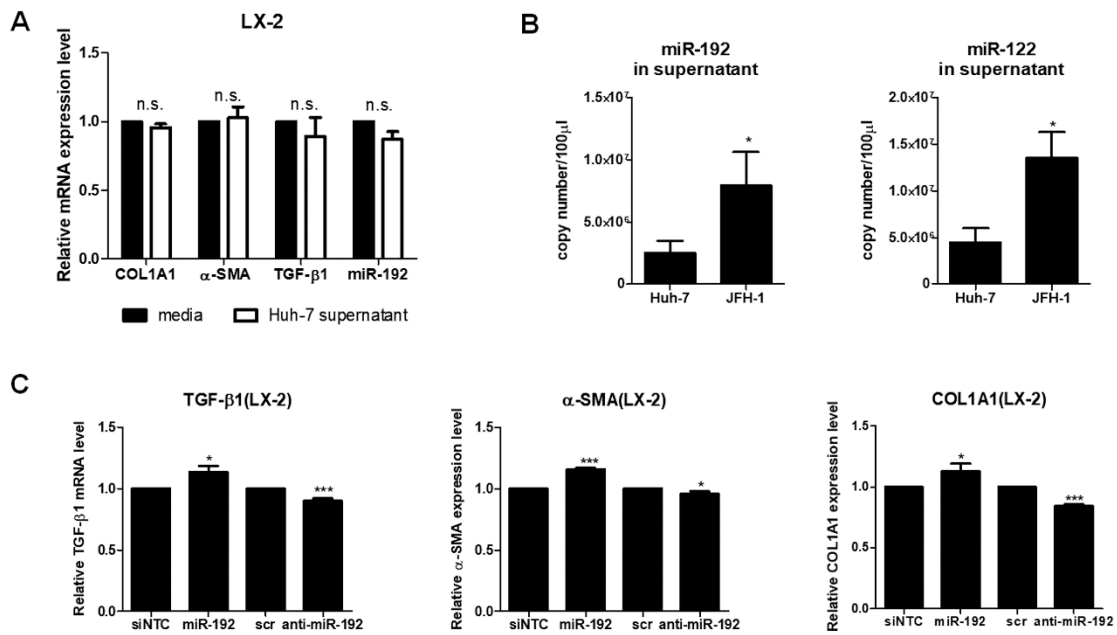 A
LX-2
Relative mRNA expression level
1.5
1.0
0.5
0.0
n.s.
n.s.
n.s.
n.s.
COL1A1
α-SMA
TGF-β1
miR-192
media
Huh-7 supernatant
B
miR-192
in supernatant
copy number/100μl
1.5×10⁷
1.0×10⁷
5.0×10⁶
0
*
Huh-7
JFH-1
miR-122
in supernatant
copy number/100μl
2.0×10⁷
1.5×10⁷
1.0×10⁷
5.0×10⁶
0
*
Huh-7
JFH-1
C
TGF-β1(LX-2)
Relative TGF-β1 mRNA level
1.5
1.0
0.5
0.0
*
***
siNTC
miR-192
scr
anti-miR-192
α-SMA(LX-2)
Relative α-SMA expression level
1.5
1.0
0.5
0.0
***
*
siNTC
miR-192
scr
anti-miR-192
COL1A1(LX-2)
Relative COL1A1 expression level
1.5
1.0
0.5
0.0
*
***
siNTC
miR-192
scr
anti-miR-192